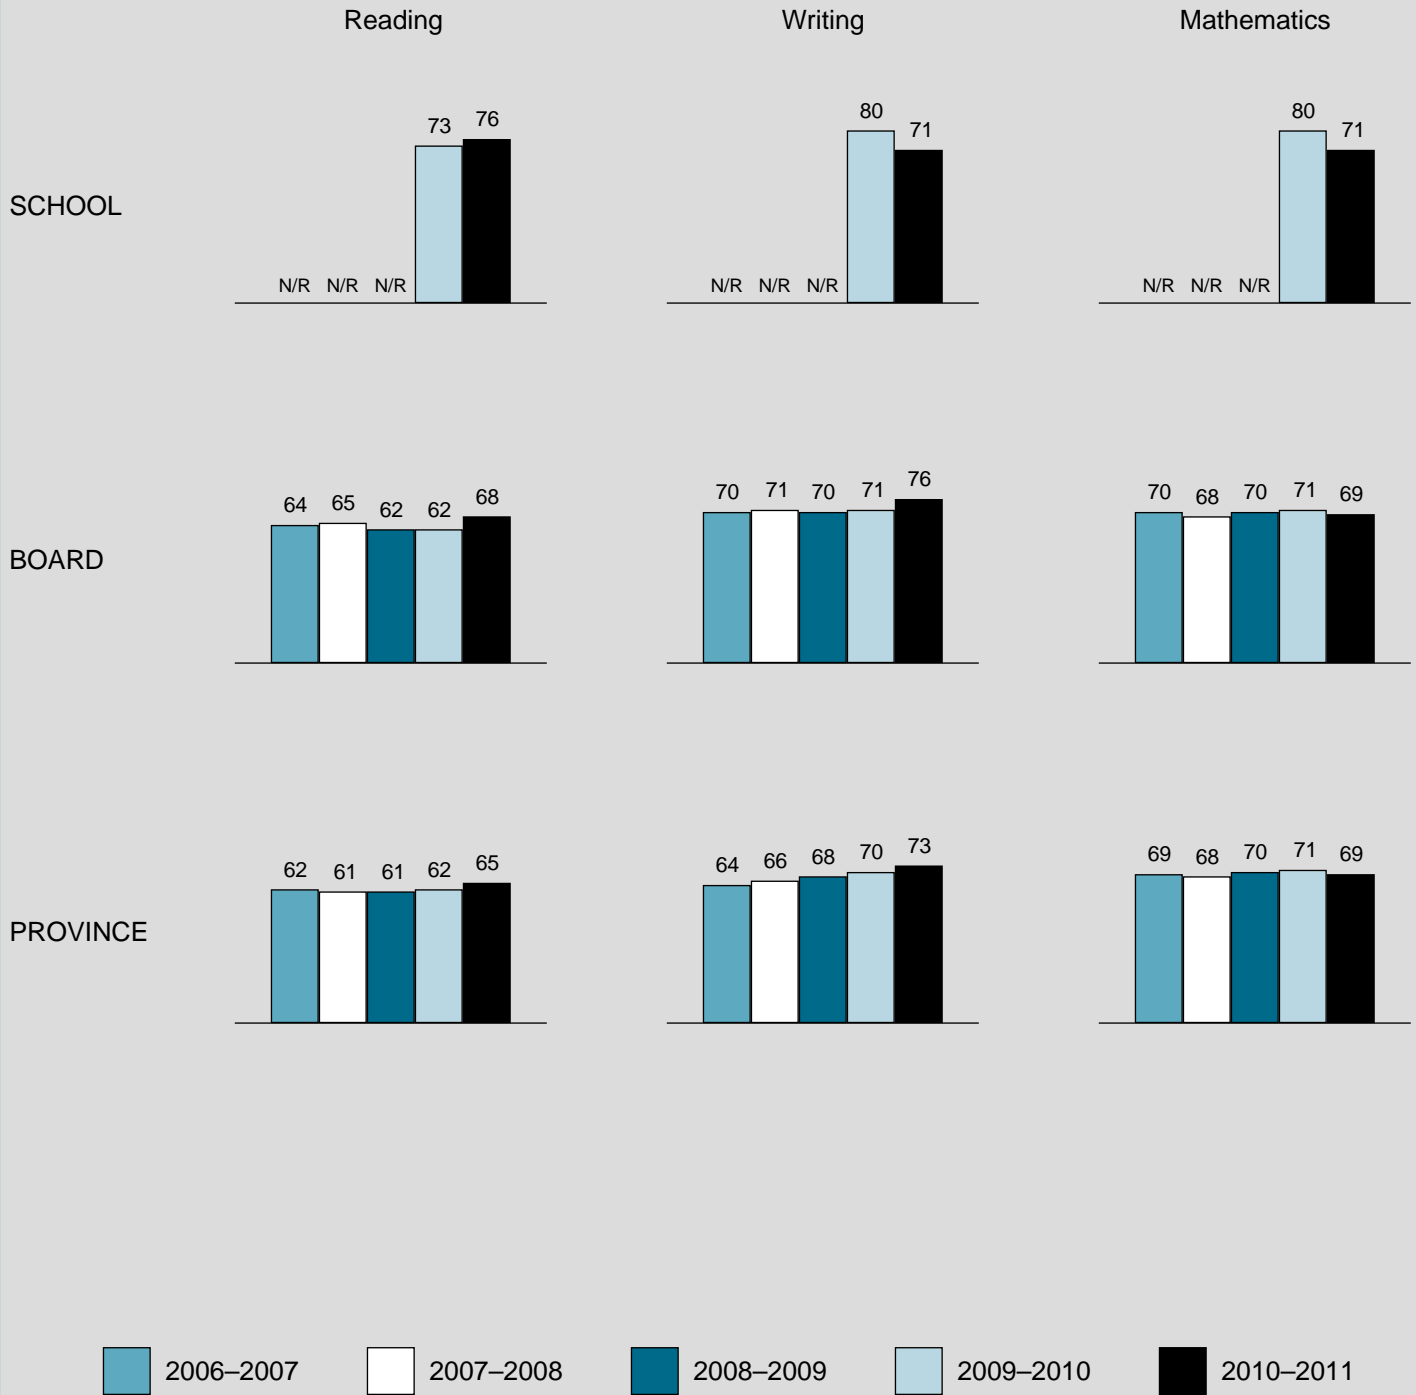 Reading Writing Mathematics
73 76 80 71 80 71
SCHOOL
N/R N/R N/R N/R N/R N/R N/R N/R N/R
64 65 62 62 68 70 71 70 71 76 70 68 70 71 69
BOARD
62 61 61 62 65 64 66 68 70 73 69 68 70 71 69
PROVINCE
2006–2007 2007–2008 2008–2009 2009–2010 2010–2011